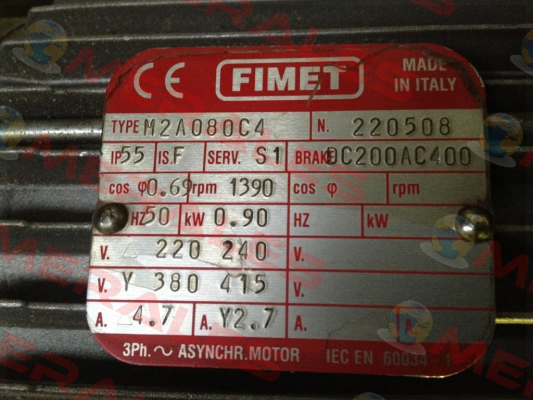 CE FIMET MADE IN ITALY
TYPE M2A080C4 N. 220508
IP55 IS.F SERV. S1 BRAKE DC200AC400
cos φ 0.69 rpm 1390 cos φ rpm
HZ 50 kW 0.90 HZ kW
V. 220 240 V.
V. Y 380 415 V.
A. 4.7 A. Y2.7 A. A.
3Ph. ~ ASYNCHR. MOTOR IEC EN 60034-1